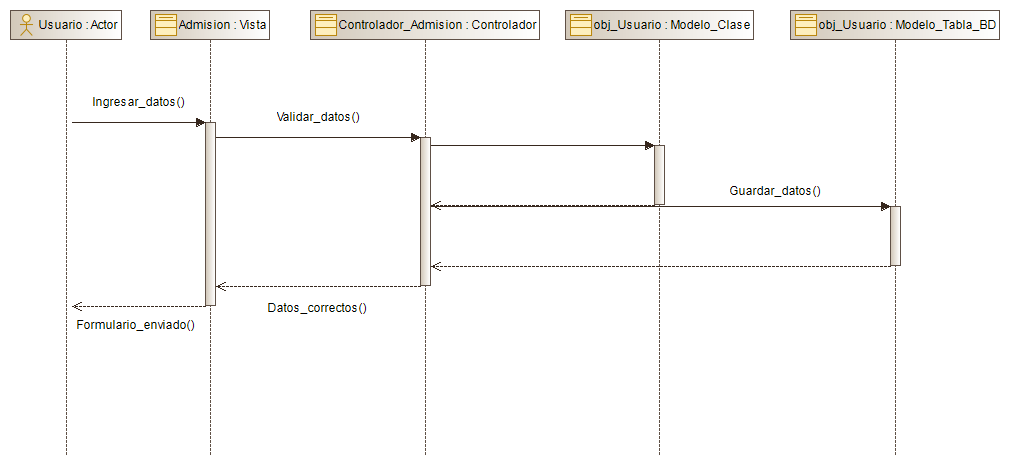 Usuario : Actor
Admision : Vista
Controlador_Admision : Controlador
obj_Usuario : Modelo_Clase
obj_Usuario : Modelo_Tabla_BD
Ingresar_datos()
Validar_datos()
Guardar_datos()
Datos_correctos()
Formulario_enviado()